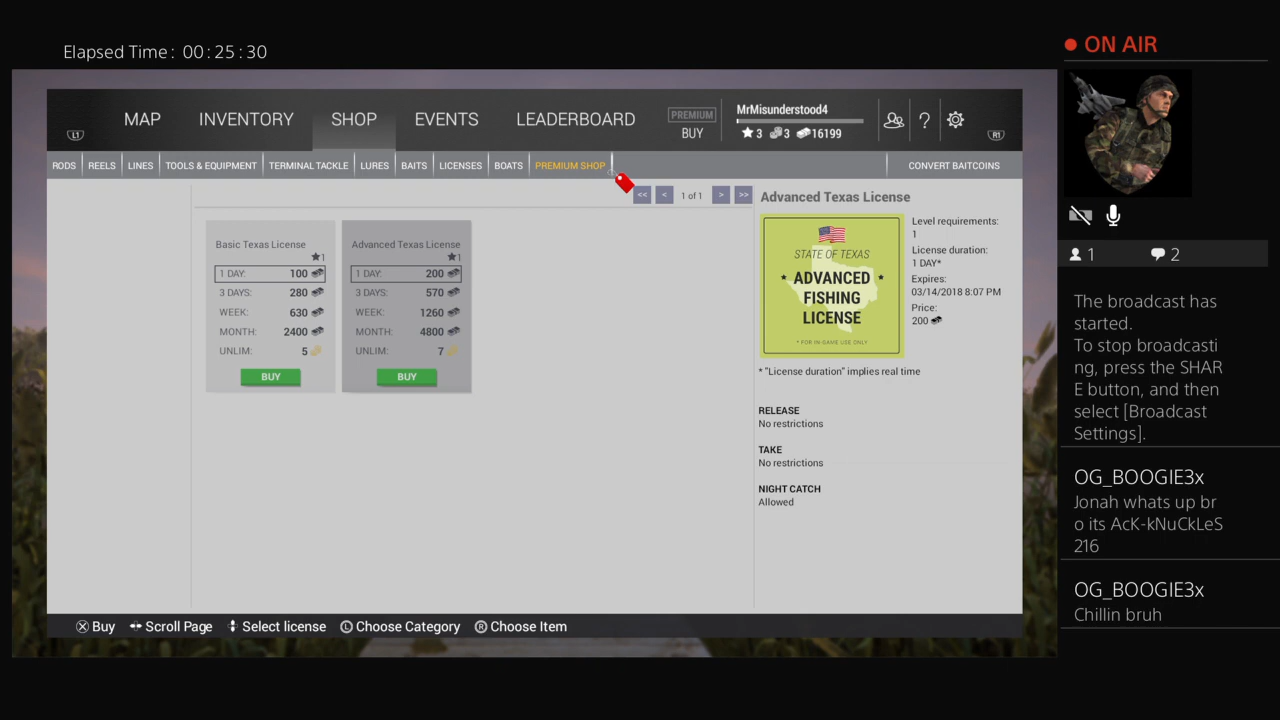 Elapsed Time: 00:25:30
ON AIR
L1
MAP INVENTORY SHOP EVENTS LEADERBOARD
PREMIUM
BUY
MrMisunderstood4
3 3 16199
?
R1
RODS REELS LINES TOOLS & EQUIPMENT TERMINAL TACKLE LURES BAITS LICENSES BOATS PREMIUM SHOP CONVERT BAITCOINS
<< < 1 of 1 > >>
Basic Texas License
1
1 DAY: 100
3 DAYS: 280
WEEK: 630
MONTH: 2400
UNLIM: 5
BUY
Advanced Texas License
1
1 DAY: 200
3 DAYS: 570
WEEK: 1260
MONTH: 4800
UNLIM: 7
BUY
Advanced Texas License
STATE OF TEXAS
* ADVANCED *
FISHING
LICENSE
* FOR IN-GAME USE ONLY
Level requirements:
1
License duration:
1 DAY*
Expires:
03/14/2018 8:07 PM
Price:
200
* "License duration" implies real time
RELEASE
No restrictions
TAKE
No restrictions
NIGHT CATCH
Allowed
Buy Scroll Page Select license L Choose Category R Choose Item
1 2
The broadcast has
started.
To stop broadcasti
ng, press the SHAR
E button, and then
select [Broadcast
Settings].
OG_BOOGIE3x
Jonah whats up br
o its AcK-kNuCkLeS
216
OG_BOOGIE3x
Chillin bruh